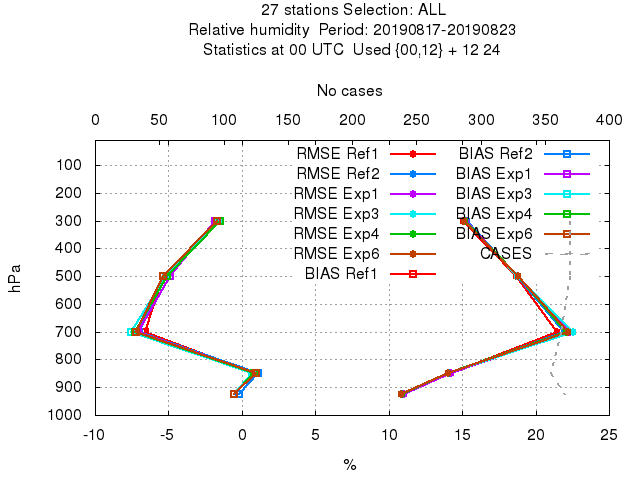 27 stations Selection: ALL
Relative humidity  Period: 20190817-20190823
Statistics at 00 UTC  Used {00,12} + 12 24
No cases
0 50 100 150 200 250 300 350 400
RMSE Ref1 BIAS Ref2
RMSE Ref2 BIAS Exp1
RMSE Exp1 BIAS Exp3
RMSE Exp3 BIAS Exp4
RMSE Exp4 BIAS Exp6
RMSE Exp6 CASES
BIAS Ref1
100
200
300
400
500
600
700
800
900
1000
hPa
-10 -5 0 5 10 15 20 25
%